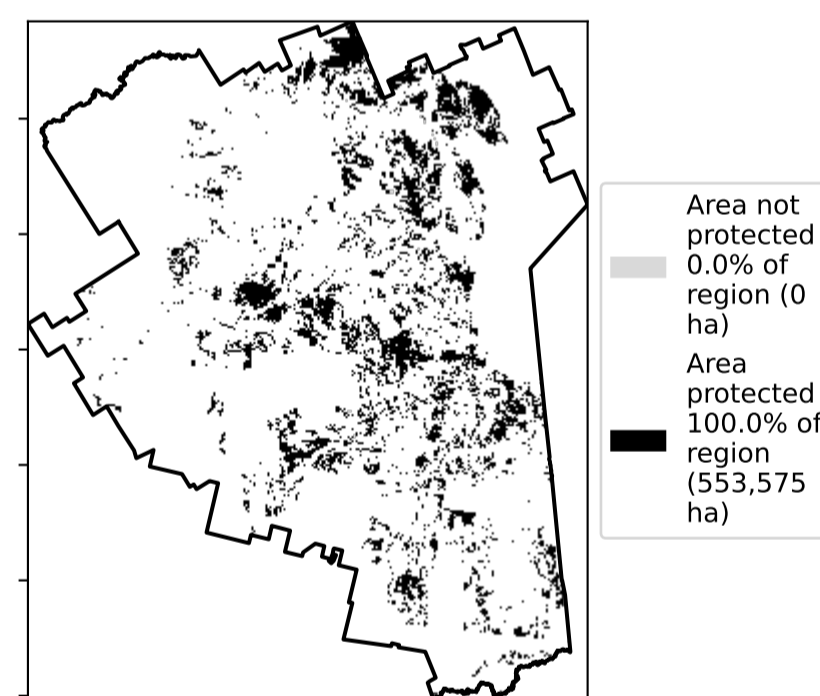 Area not
protected
0.0% of
region (0
ha)
Area
protected
100.0% of
region
(553,575
ha)